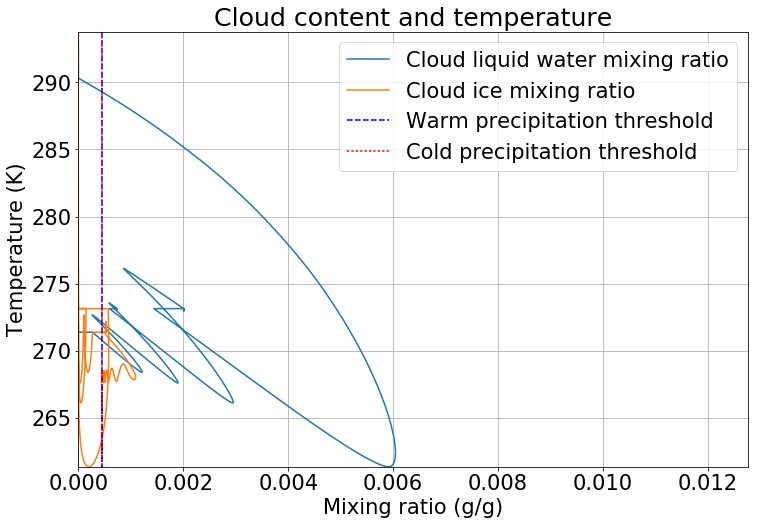 Cloud content and temperature
Cloud liquid water mixing ratio
Cloud ice mixing ratio
Warm precipitation threshold
Cold precipitation threshold
Temperature (K)
290
285
280
275
270
265
0.000 0.002 0.004 0.006 0.008 0.010 0.012
Mixing ratio (g/g)